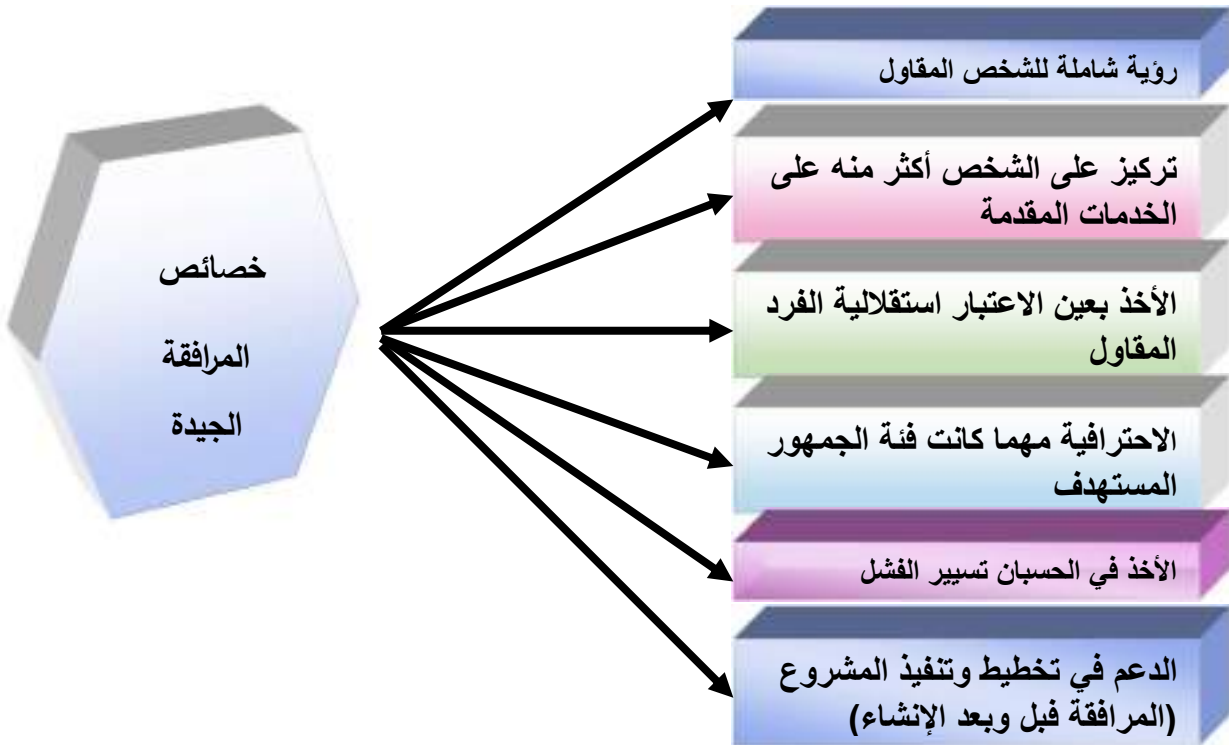 خصائص
المرافقة
الجيدة
رؤية شاملة للشخص المقاول
تركيز على الشخص أكثر منه على
الخدمات المقدمة
الأخذ بعين الاعتبار استقلالية الفرد
المقاول
الاحترافية مهما كانت فئة الجمهور
المستهدف
الأخذ في الحسبان تسيير الفشل
الدعم في تخطيط وتنفيذ المشروع
(المرافقة فبل وبعد الإنشاء)